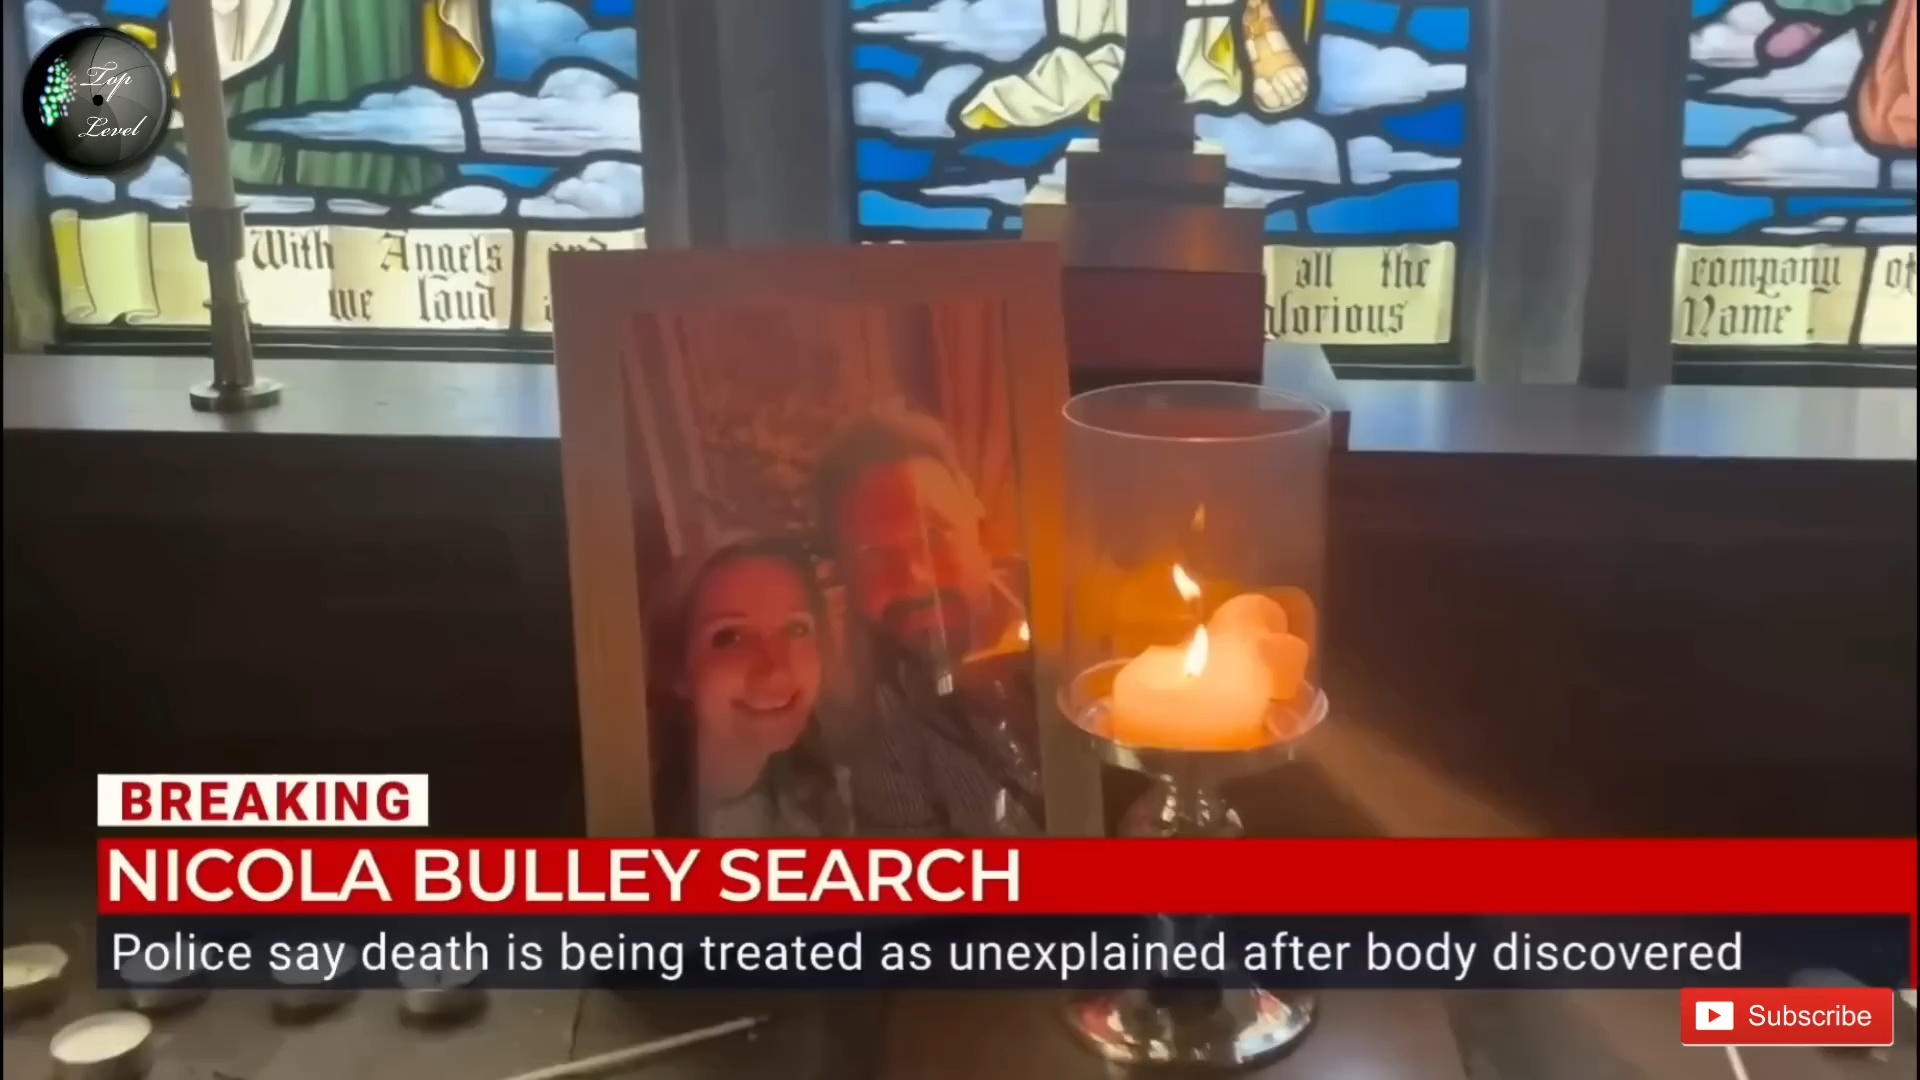 Top
Level
With Angels and
we laud
all the
glorious
company of
Name.
BREAKING
NICOLA BULLEY SEARCH
Police say death is being treated as unexplained after body discovered
Subscribe